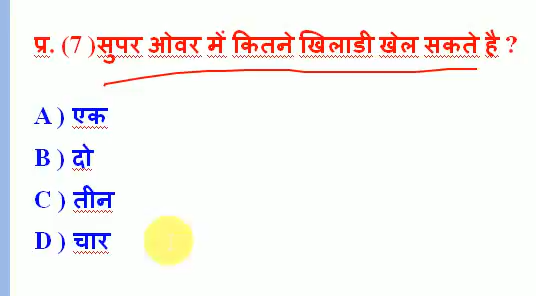 प्र. (7 )सुपर ओवर में कितने खिलाडी खेल सकते है ?
A ) एक
B ) दो
C ) तीन
D ) चार